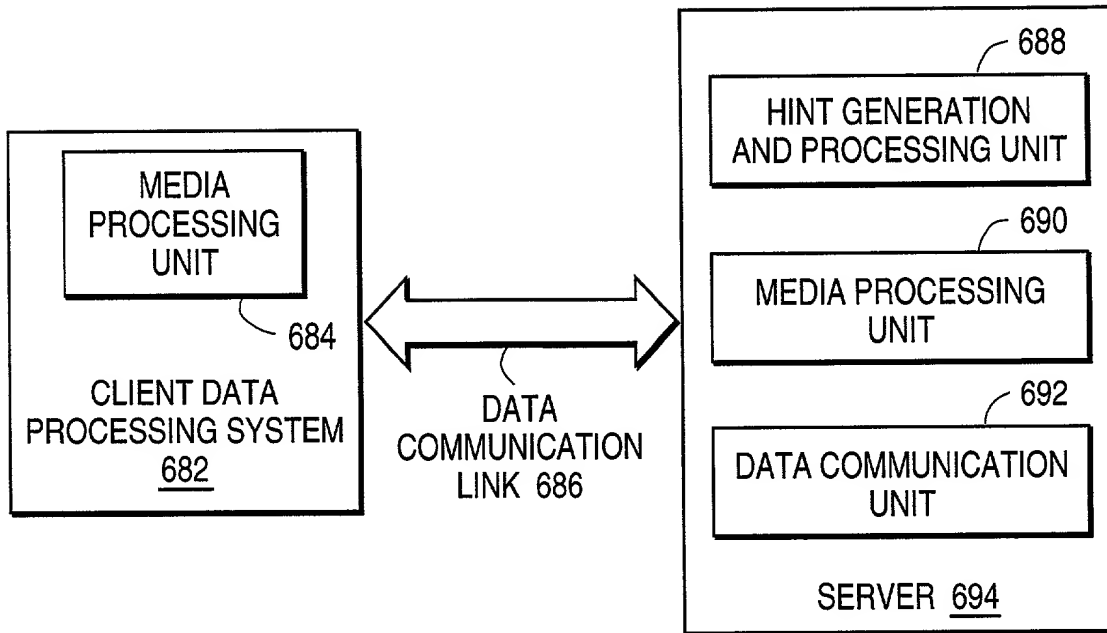 MEDIA
PROCESSING
UNIT
684
CLIENT DATA
PROCESSING SYSTEM
682
DATA
COMMUNICATION
LINK 686
688
HINT GENERATION
AND PROCESSING UNIT
690
MEDIA PROCESSING
UNIT
692
DATA COMMUNICATION
UNIT
SERVER 694